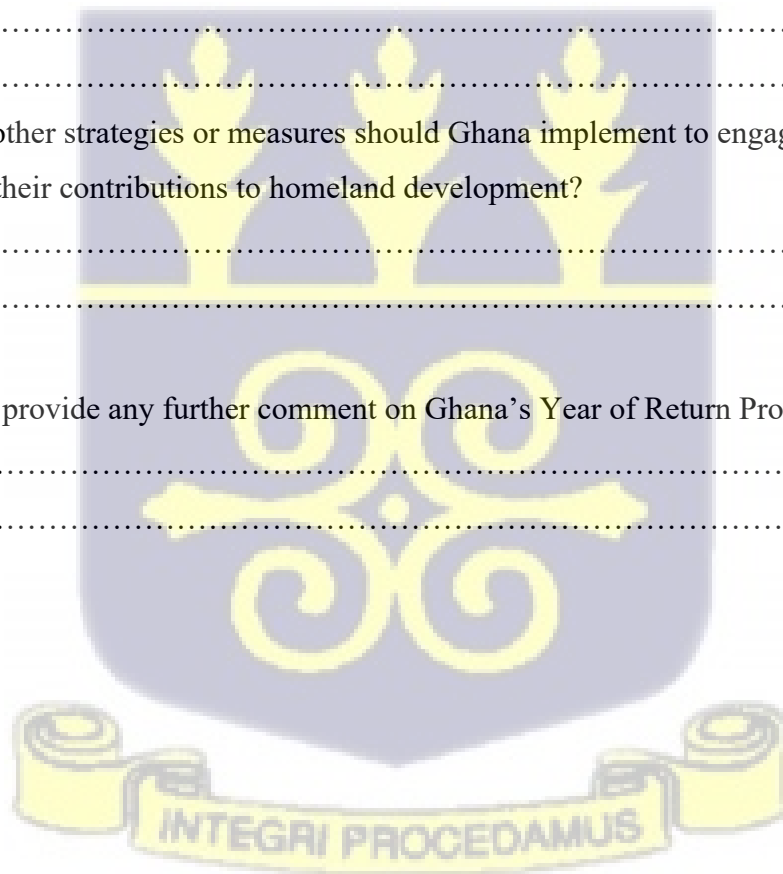 ……………………………………………………………………
……………………………………………………………………
other strategies or measures should Ghana implement to engag
their contributions to homeland development?
……………………………………………………………………
……………………………………………………………………
provide any further comment on Ghana’s Year of Return Pro
……………………………………………………………………
……………………………………………………………………
INTEGRI PROCEDAMUS